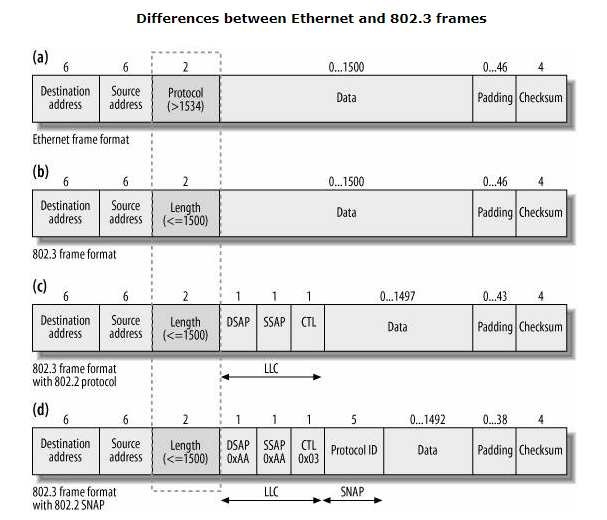 Differences between Ethernet and 802.3 frames
(a)
6 6 2 0...1500 0...46 4
Destination address Source address Protocol (>1534) Data Padding Checksum
Ethernet frame format
(b)
6 6 2 0...1500 0...46 4
Destination address Source address Length (<=1500) Data Padding Checksum
802.3 frame format
(c)
6 6 2 1 1 1 0...1497 0...43 4
Destination address Source address Length (<=1500) DSAP SSAP CTL Data Padding Checksum
802.3 frame format
with 802.2 protocol
LLC
(d)
6 6 2 1 1 1 5 0...1492 0...38 4
Destination address Source address Length (<=1500) DSAP 0xAA SSAP 0xAA CTL 0x03 Protocol ID Data Padding Checksum
802.3 frame format
with 802.2 SNAP
LLC SNAP